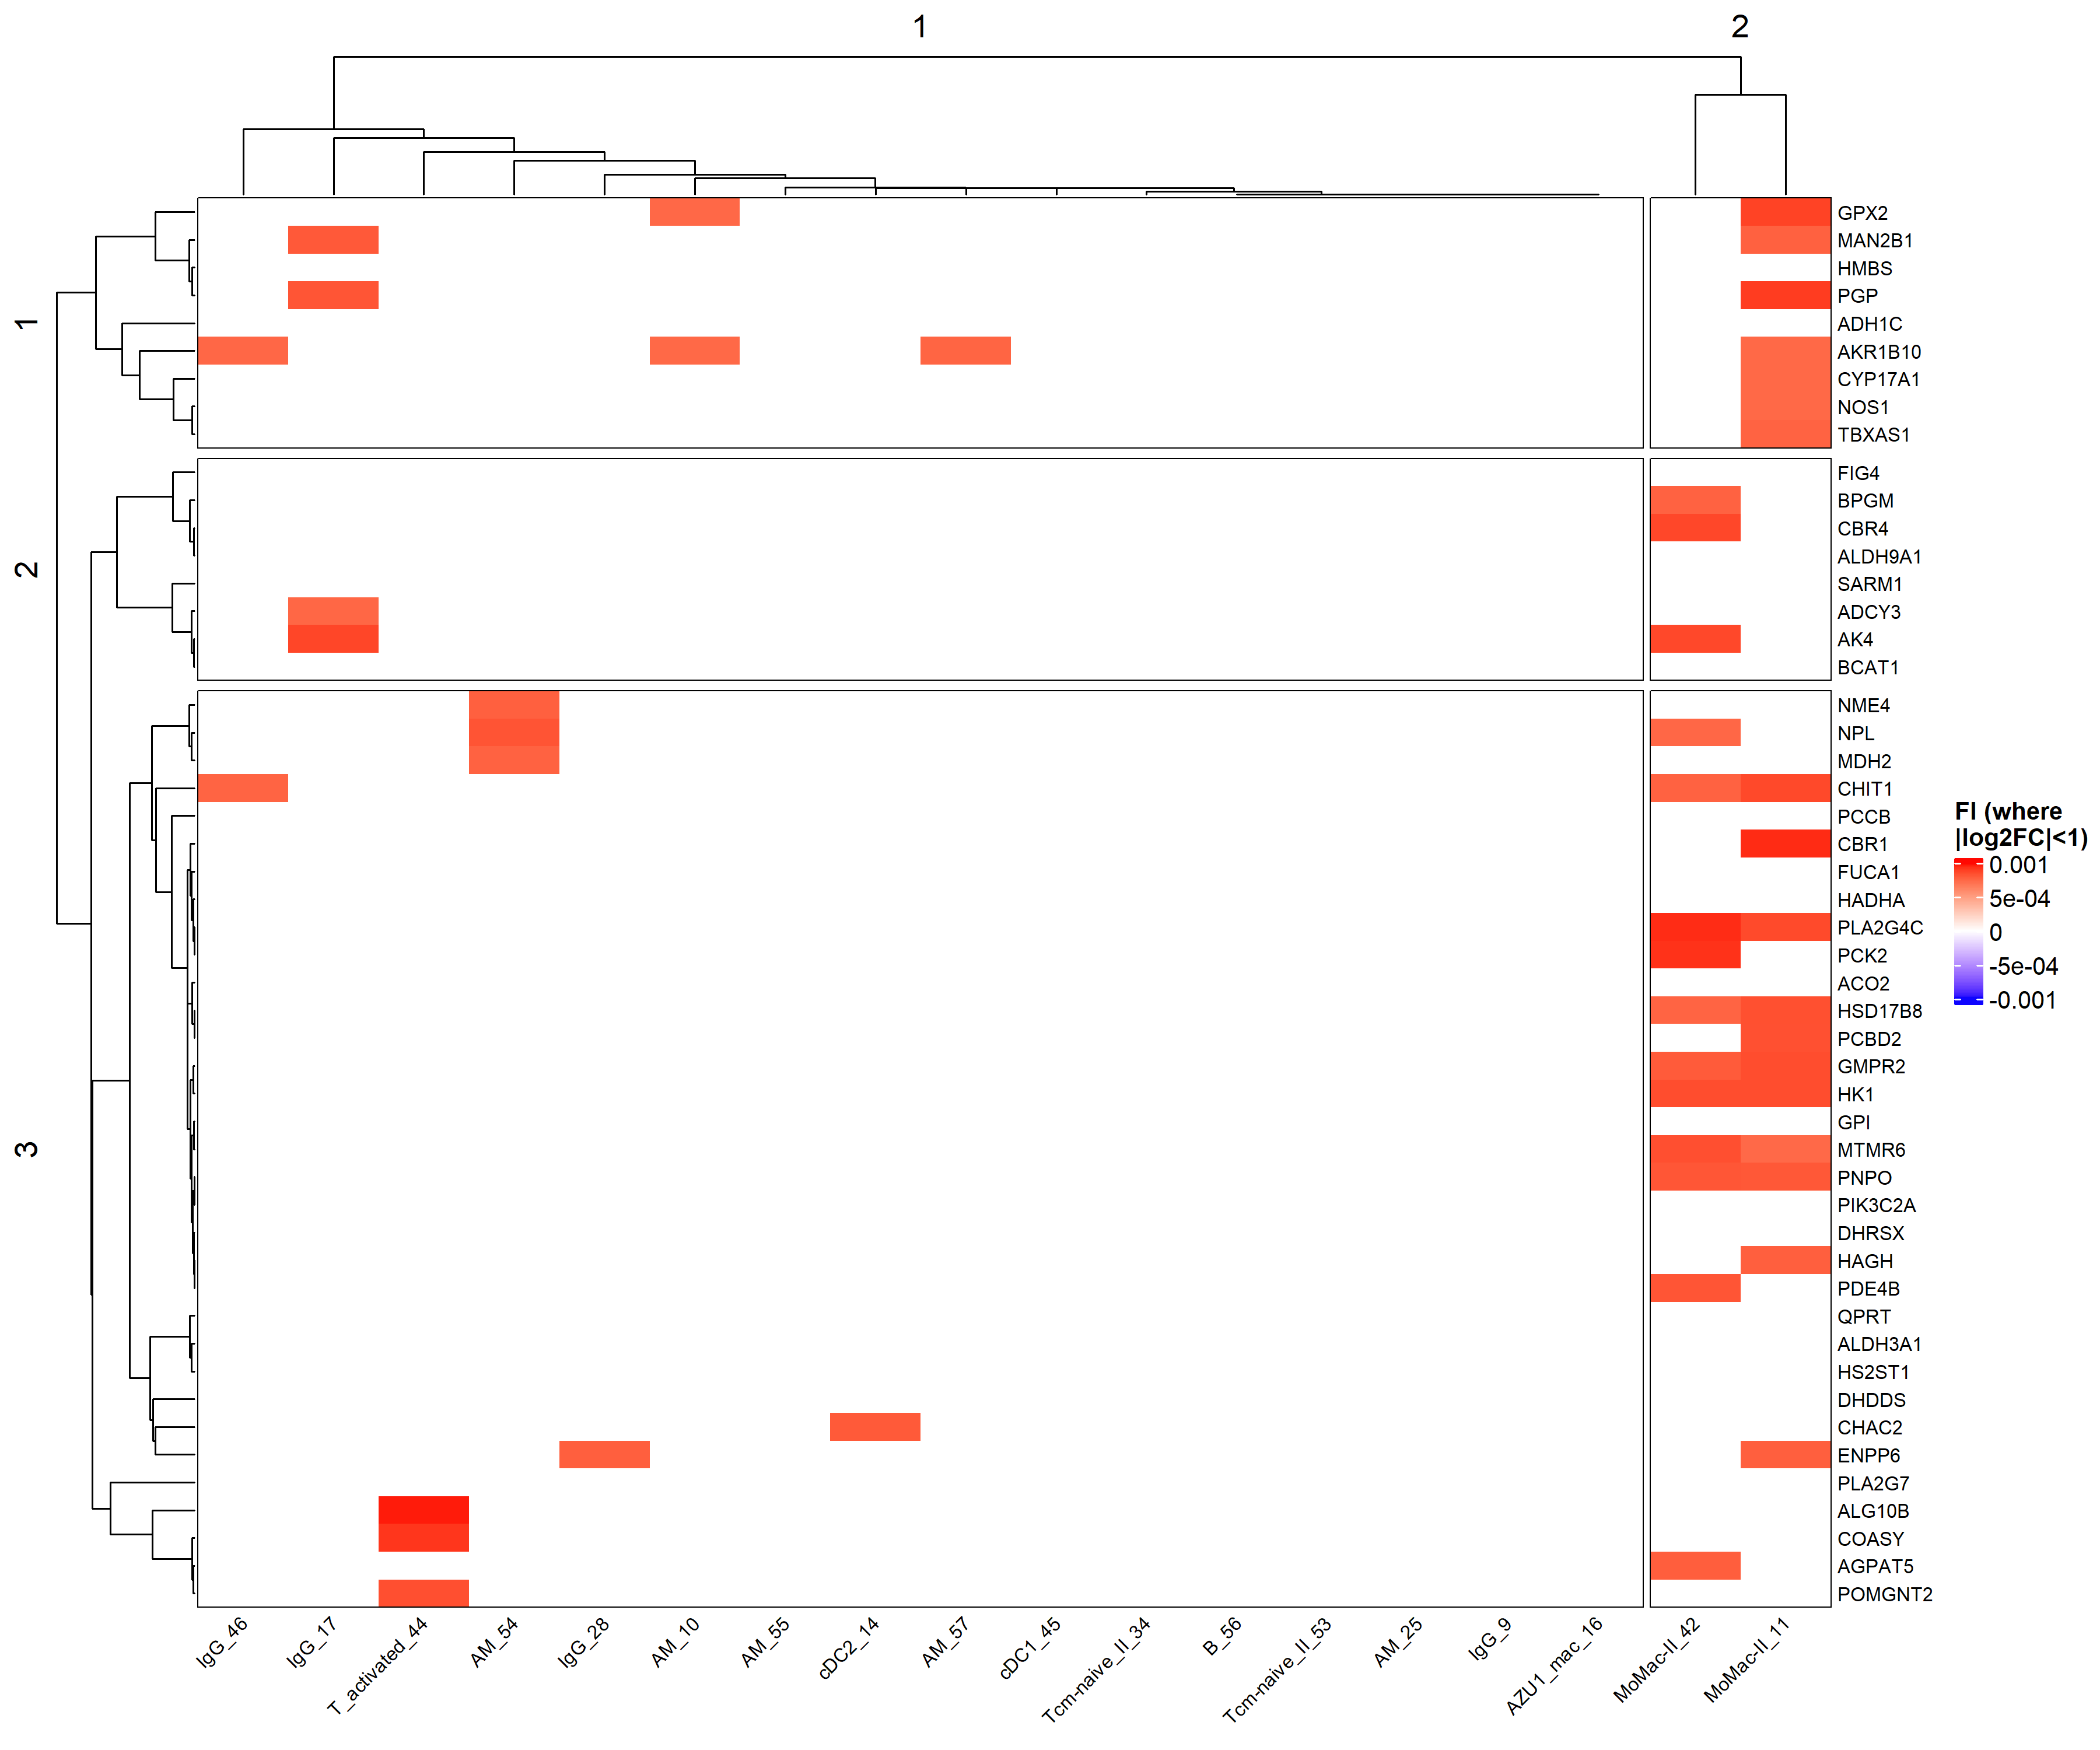 1
2
1
2
3
GPX2
MAN2B1
HMBS
PGP
ADH1C
AKR1B10
CYP17A1
NOS1
TBXAS1
FIG4
BPGM
CBR4
ALDH9A1
SARM1
ADCY3
AK4
BCAT1
NME4
NPL
MDH2
CHIT1
PCCB
CBR1
FUCA1
HADHA
PLA2G4C
PCK2
ACO2
HSD17B8
PCBD2
GMPR2
HK1
GPI
MTMR6
PNPO
PIK3C2A
DHRSX
HAGH
PDE4B
QPRT
ALDH3A1
HS2ST1
DHDDS
CHAC2
ENPP6
PLA2G7
ALG10B
COASY
AGPAT5
POMGNT2
IgG_46
IgG_17
T_activated_44
AM_54
IgG_28
AM_10
AM_55
cDC2_14
AM_57
cDC1_45
Tcm-naive_II_34
B_56
Tcm-naive_II_53
AM_25
IgG_9
AZU1_mac_16
MoMac-II_42
MoMac-II_11
FI (where
|log2FC|<1)
0.001
5e-04
0
-5e-04
-0.001